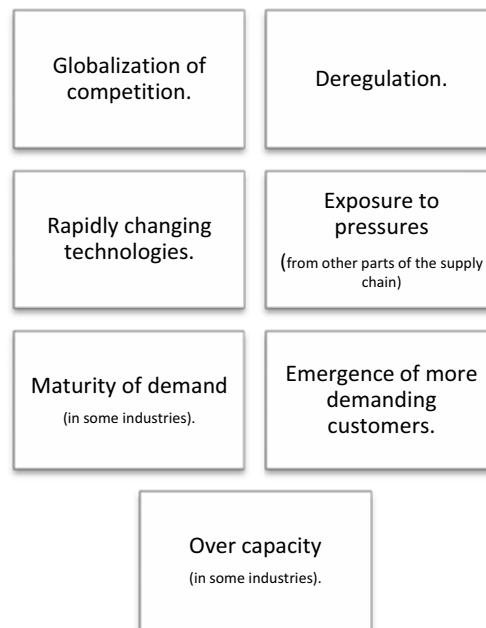 Globalization of
competition.
Deregulation.
Rapidly changing
technologies.
Exposure to
pressures
(from other parts of the supply
chain)
Maturity of demand
(in some industries).
Emergence of more
demanding
customers.
Over capacity
(in some industries).